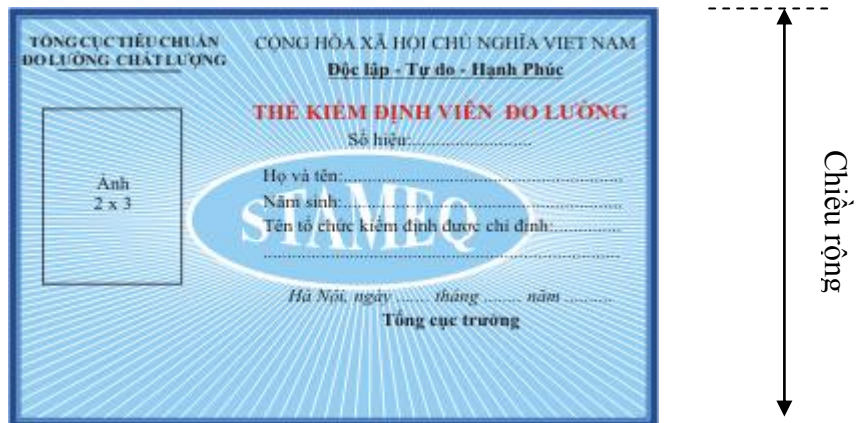 TỔNG CỤC TIÊU CHUẨN
ĐO LƯỜNG CHẤT LƯỢNG
CỘNG HÒA XÃ HỘI CHỦ NGHĨA VIỆT NAM
Độc lập - Tự do - Hạnh Phúc
THẺ KIỂM ĐỊNH VIÊN ĐO LƯỜNG
Số hiệu:..........................
Ảnh
2 x 3
Họ và tên:..............................................................
Năm sinh:..............................................................
Tên tổ chức kiểm định được chỉ định:...............
..............................................................................
STAMEQ
Hà Nội, ngày ....... tháng ........ năm ..........
Tổng cục trưởng
Chiều rộng